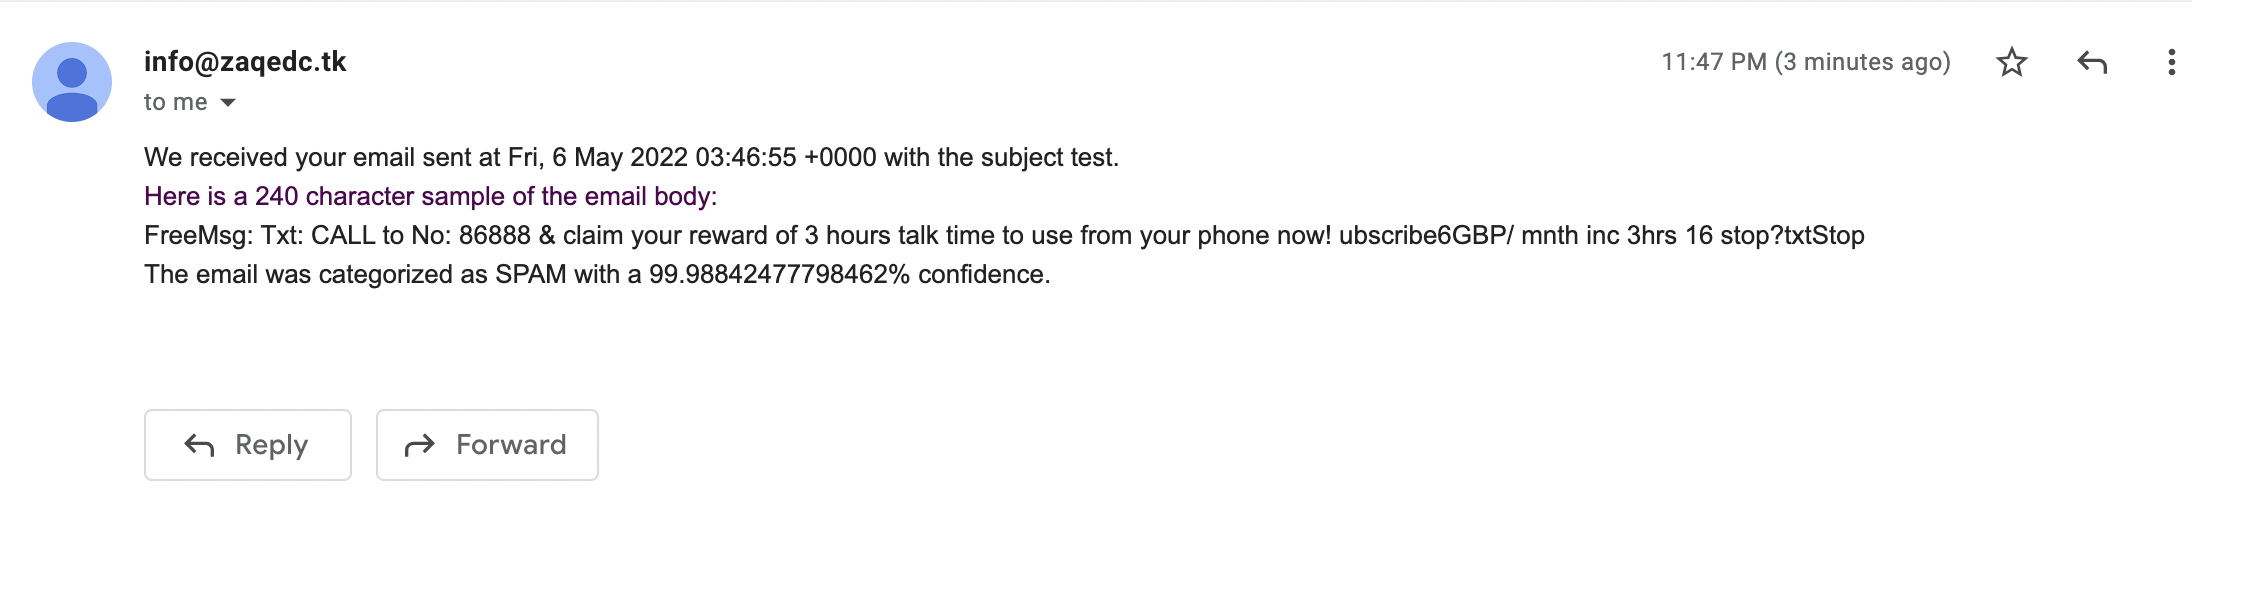 info@zaqedc.tk
11:47 PM (3 minutes ago)
to me
We received your email sent at Fri, 6 May 2022 03:46:55 +0000 with the subject test.
Here is a 240 character sample of the email body:
FreeMsg: Txt: CALL to No: 86888 & claim your reward of 3 hours talk time to use from your phone now! ubscribe6GBP/ mnth inc 3hrs 16 stop?txtStop
The email was categorized as SPAM with a 99.98842477798462% confidence.
Reply
Forward